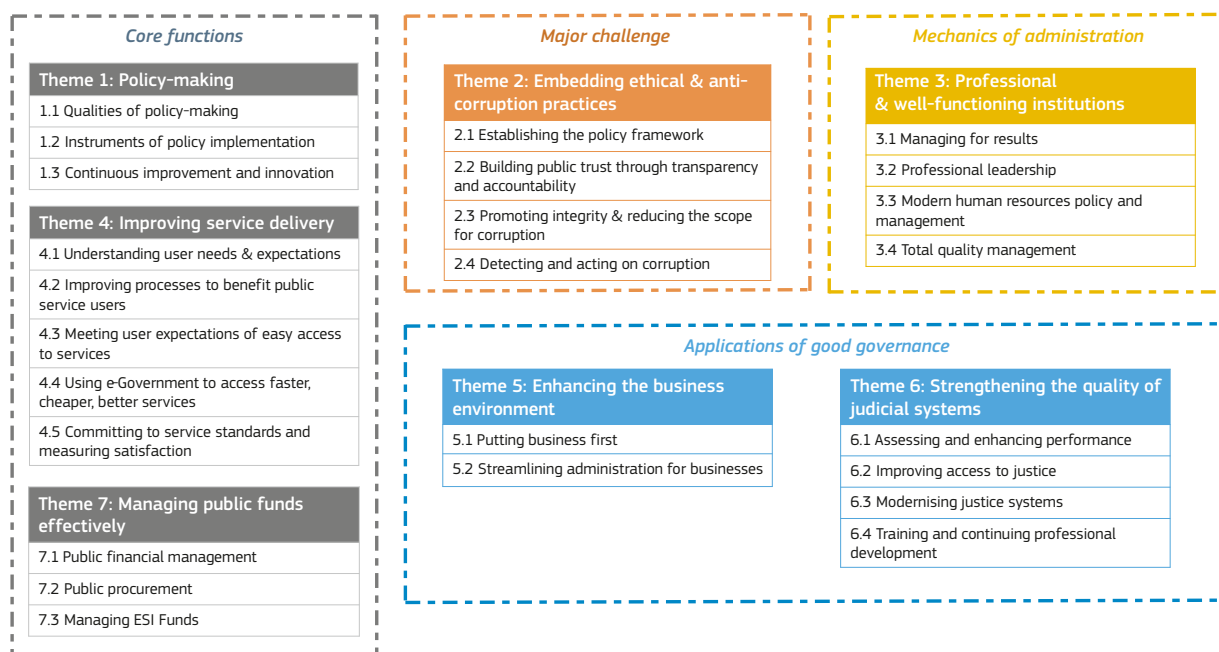 Core functions
Theme 1: Policy-making
1.1 Qualities of policy-making
1.2 Instruments of policy implementation
1.3 Continuous improvement and innovation
Theme 4: Improving service delivery
4.1 Understanding user needs & expectations
4.2 Improving processes to benefit public
service users
4.3 Meeting user expectations of easy access
to services
4.4 Using e-Government to access faster,
cheaper, better services
4.5 Committing to service standards and
measuring satisfaction
Theme 7: Managing public funds
effectively
7.1 Public financial management
7.2 Public procurement
7.3 Managing ESI Funds
Major challenge
Theme 2: Embedding ethical & anti-
corruption practices
2.1 Establishing the policy framework
2.2 Building public trust through transparency
and accountability
2.3 Promoting integrity & reducing the scope
for corruption
2.4 Detecting and acting on corruption
Mechanics of administration
Theme 3: Professional
& well-functioning institutions
3.1 Managing for results
3.2 Professional leadership
3.3 Modern human resources policy and
management
3.4 Total quality management
Applications of good governance
Theme 5: Enhancing the business
environment
5.1 Putting business first
5.2 Streamlining administration for businesses
Theme 6: Strengthening the quality of
judicial systems
6.1 Assessing and enhancing performance
6.2 Improving access to justice
6.3 Modernising justice systems
6.4 Training and continuing professional
development